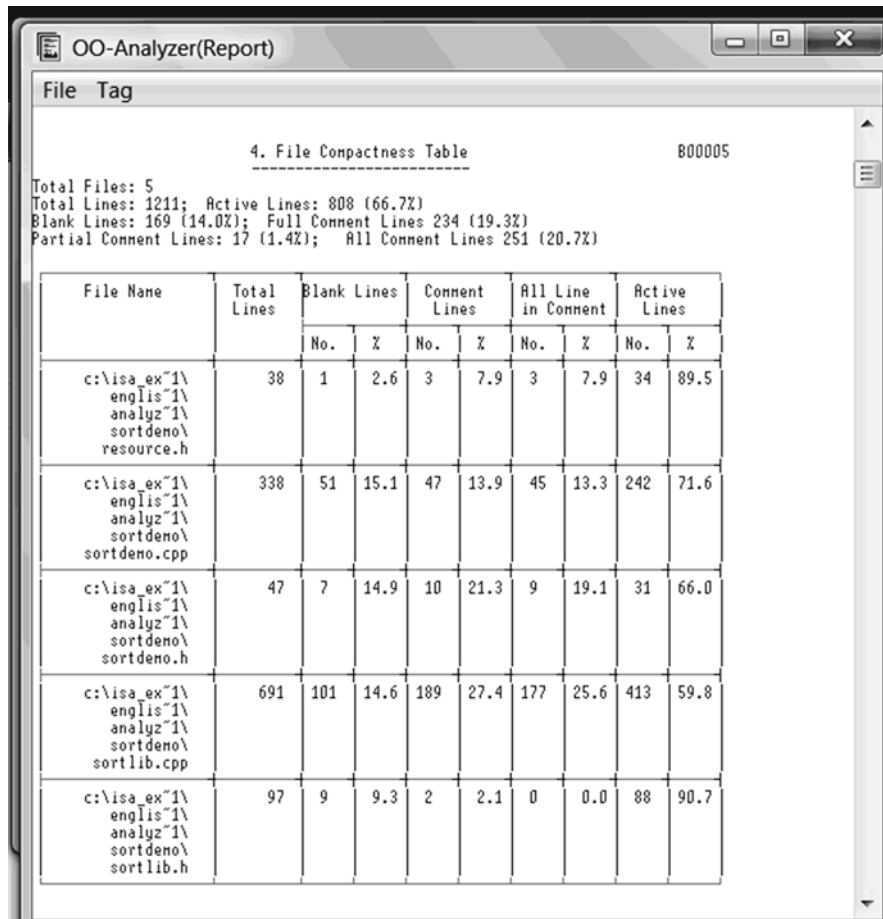 OO-Analyzer(Report)
File Tag
4. File Compactness Table B00005
Total Files: 5
Total Lines: 1211; Active Lines: 808 (66.7%)
Blank Lines: 169 (14.0%); Full Comment Lines 234 (19.3%)
Partial Comment Lines: 17 (1.4%); All Comment Lines 251 (20.7%)
File Name Total Blank Lines Comment All Line Active
Lines Lines in Comment Lines
No. % No. % No. % No. %
c:\isa_ex~1\ 38 1 2.6 3 7.9 3 7.9 34 89.5
englis~1\
analyz~1\
sortdemo\
resource.h
c:\isa_ex~1\ 338 51 15.1 47 13.9 45 13.3 242 71.6
englis~1\
analyz~1\
sortdemo\
sortdemo.cpp
c:\isa_ex~1\ 47 7 14.9 10 21.3 9 19.1 31 66.0
englis~1\
analyz~1\
sortdemo\
sortdemo.h
c:\isa_ex~1\ 691 101 14.6 189 27.4 177 25.6 413 59.8
englis~1\
analyz~1\
sortdemo\
sortlib.cpp
c:\isa_ex~1\ 97 9 9.3 2 2.1 0 0.0 88 90.7
englis~1\
analyz~1\
sortdemo\
sortlib.h